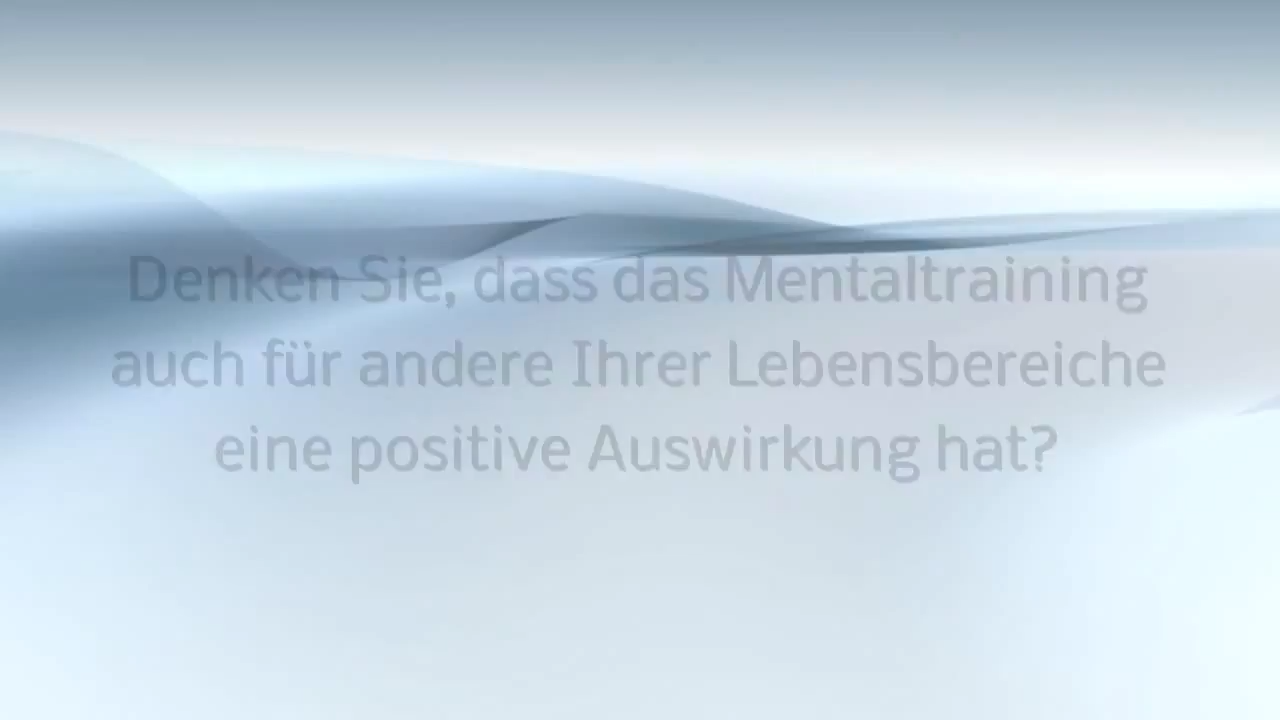 Denken Sie, dass das Mentaltraining
auch für andere Ihrer Lebensbereiche
eine positive Auswirkung hat?